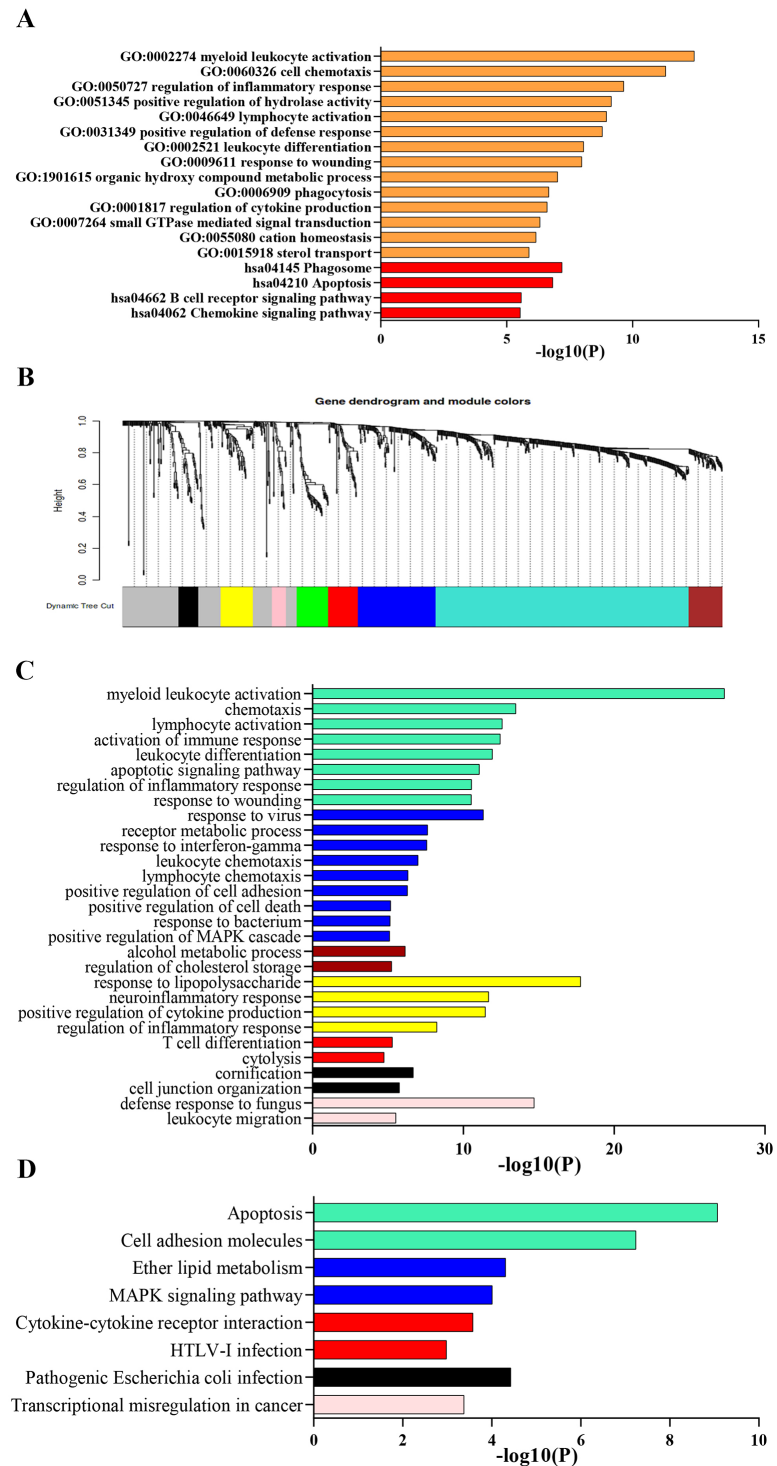 A
GO:0002274 myeloid leukocyte activation
GO:0060326 cell chemotaxis
GO:0050727 regulation of inflammatory response
GO:0051345 positive regulation of hydrolase activity
GO:0046649 lymphocyte activation
GO:0031349 positive regulation of defense response
GO:0002521 leukocyte differentiation
GO:0009611 response to wounding
GO:1901615 organic hydroxy compound metabolic process
GO:0006909 phagocytosis
GO:0001817 regulation of cytokine production
GO:0007264 small GTPase mediated signal transduction
GO:0055080 cation homeostasis
GO:0015918 sterol transport
hsa04145 Phagosome
hsa04210 Apoptosis
hsa04662 B cell receptor signaling pathway
hsa04062 Chemokine signaling pathway
0 5 10 15
-log10(P)
B
Gene dendrogram and module colors
Height
1.0
0.8
0.6
0.4
0.2
0.0
Dynamic Tree Cut
C
myeloid leukocyte activation
chemotaxis
lymphocyte activation
activation of immune response
leukocyte differentiation
apoptotic signaling pathway
regulation of inflammatory response
response to wounding
response to virus
receptor metabolic process
response to interferon-gamma
leukocyte chemotaxis
lymphocyte chemotaxis
positive regulation of cell adhesion
positive regulation of cell death
response to bacterium
positive regulation of MAPK cascade
alcohol metabolic process
regulation of cholesterol storage
response to lipopolysaccharide
neuroinflammatory response
positive regulation of cytokine production
regulation of inflammatory response
T cell differentiation
cytolysis
cornification
cell junction organization
defense response to fungus
leukocyte migration
0 10 20 30
-log10(P)
D
Apoptosis
Cell adhesion molecules
Ether lipid metabolism
MAPK signaling pathway
Cytokine-cytokine receptor interaction
HTLV-I infection
Pathogenic Escherichia coli infection
Transcriptional misregulation in cancer
0 2 4 6 8 10
-log10(P)